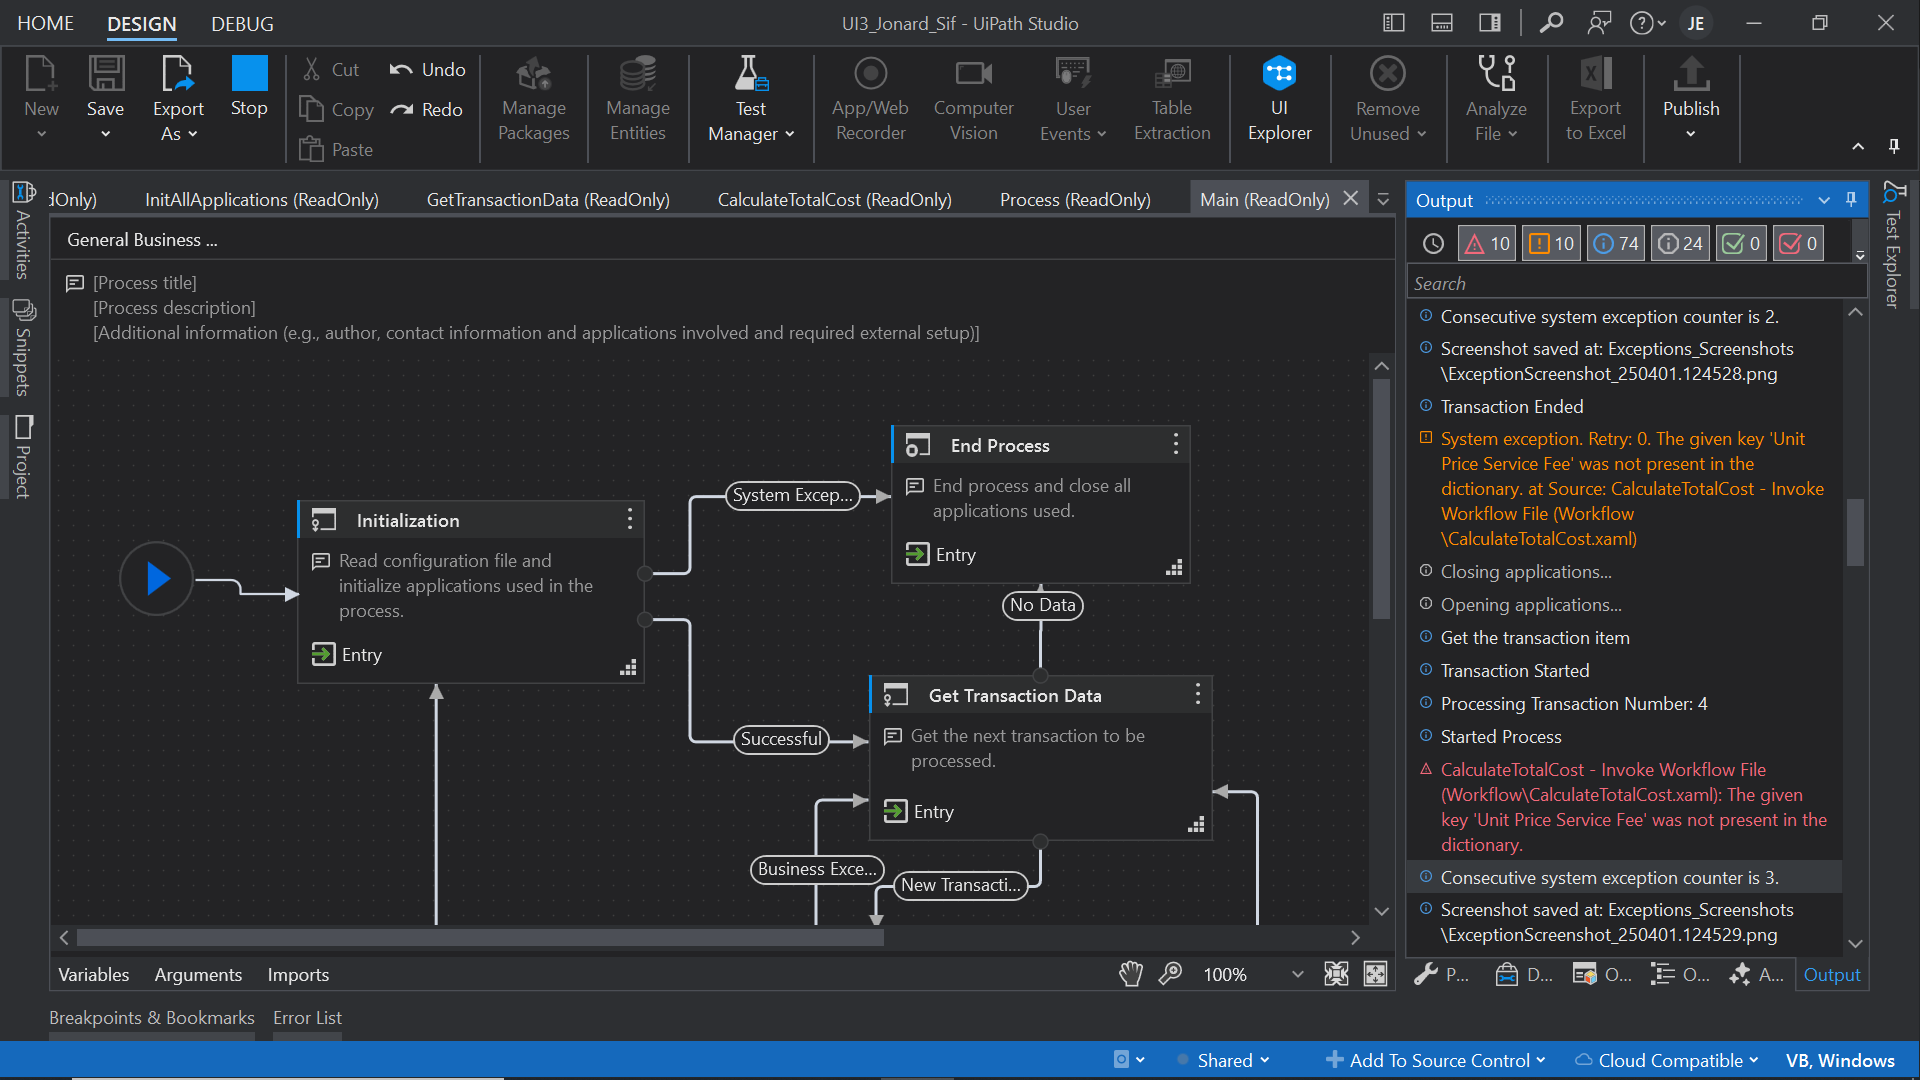 HOME DESIGN DEBUG
UI3_Jonard_Sif - UiPath Studio
JE
New
Save
Export As
Stop
Cut
Copy
Paste
Undo
Redo
Manage Packages
Manage Entities
Test Manager
App/Web Recorder
Computer Vision
User Events
Table Extraction
UI Explorer
Remove Unused
Analyze File
Export to Excel
Publish
Activities
Snippets
Project
dOnly)
InitAllApplications (ReadOnly)
GetTransactionData (ReadOnly)
CalculateTotalCost (ReadOnly)
Process (ReadOnly)
Main (ReadOnly)
General Business ...
[Process title]
[Process description]
[Additional information (e.g., author, contact information and applications involved and required external setup)]
Initialization
Read configuration file and
initialize applications used in the
process.
Entry
System Excep...
Successful
End Process
End process and close all
applications used.
Entry
No Data
Get Transaction Data
Get the next transaction to be
processed.
Entry
Business Exce...
New Transacti...
Variables Arguments Imports
100%
Breakpoints & Bookmarks Error List
Output
10 10 74 24 0 0
Search
Consecutive system exception counter is 2.
Screenshot saved at: Exceptions_Screenshots
\ExceptionScreenshot_250401.124528.png
Transaction Ended
System exception. Retry: 0. The given key 'Unit
Price Service Fee' was not present in the
dictionary. at Source: CalculateTotalCost - Invoke
Workflow File (Workflow
\CalculateTotalCost.xaml)
Closing applications...
Opening applications...
Get the transaction item
Transaction Started
Processing Transaction Number: 4
Started Process
CalculateTotalCost - Invoke Workflow File
(Workflow\CalculateTotalCost.xaml): The given
key 'Unit Price Service Fee' was not present in the
dictionary.
Consecutive system exception counter is 3.
Screenshot saved at: Exceptions_Screenshots
\ExceptionScreenshot_250401.124529.png
P... D... O... O... A... Output
Test Explorer
Shared
Add To Source Control
Cloud Compatible
VB, Windows